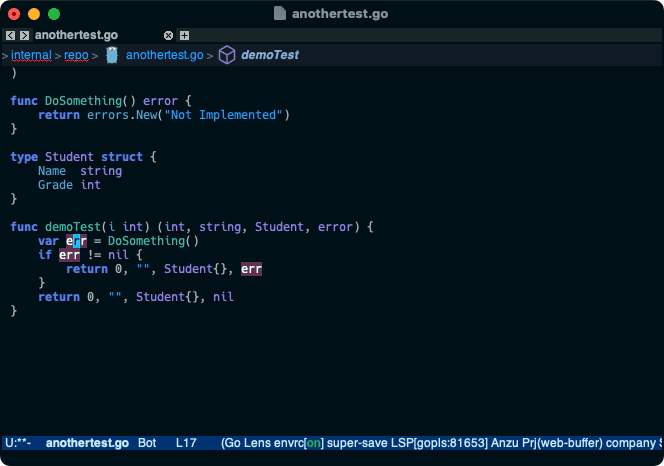 anothertest.go
anothertest.go
> internal > repo > anothertest.go > demoTest
)
func DoSomething() error {
    return errors.New("Not Implemented")
}
type Student struct {
    Name  string
    Grade int
}
func demoTest(i int) (int, string, Student, error) {
    var err = DoSomething()
    if err != nil {
        return 0, "", Student{}, err
    }
    return 0, "", Student{}, nil
}
U:**-  anothertest.go  Bot  L17  (Go Lens envrc[on] super-save LSP[gopls:81653] Anzu Prj(web-buffer) company S